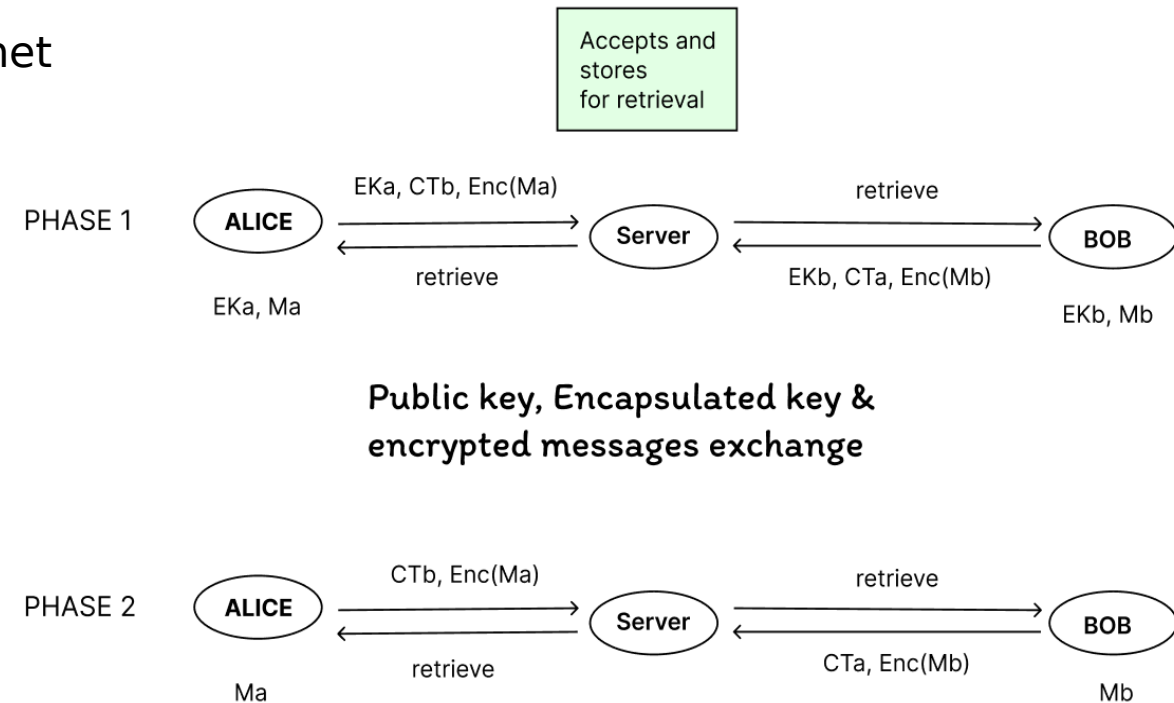 net
Accepts and
stores
for retrieval
PHASE 1
ALICE
EKa, CTb, Enc(Ma)
retrieve
Server
retrieve
EKb, CTa, Enc(Mb)
BOB
EKa, Ma
EKb, Mb
Public key, Encapsulated key &
encrypted messages exchange
PHASE 2
ALICE
CTb, Enc(Ma)
retrieve
Server
retrieve
CTa, Enc(Mb)
BOB
Ma
Mb